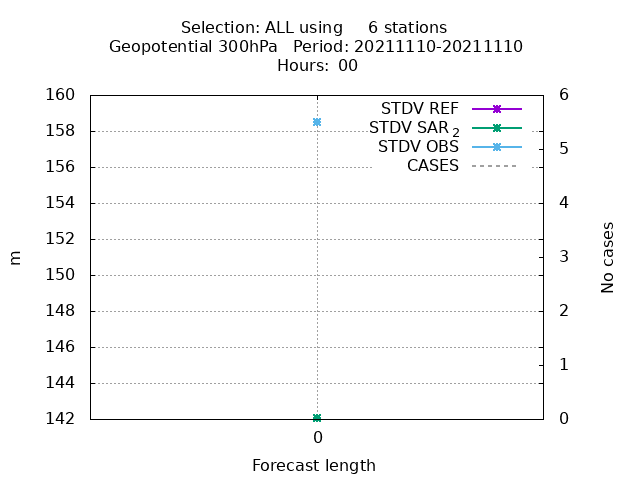 Selection: ALL using     6 stations
Geopotential 300hPa   Period: 20211110-20211110
Hours: 00
160
158
156
154
152
150
148
146
144
142
m
STDV REF
STDV SAR 2
STDV OBS
CASES
6
5
4
3
2
1
0
No cases
0
Forecast length